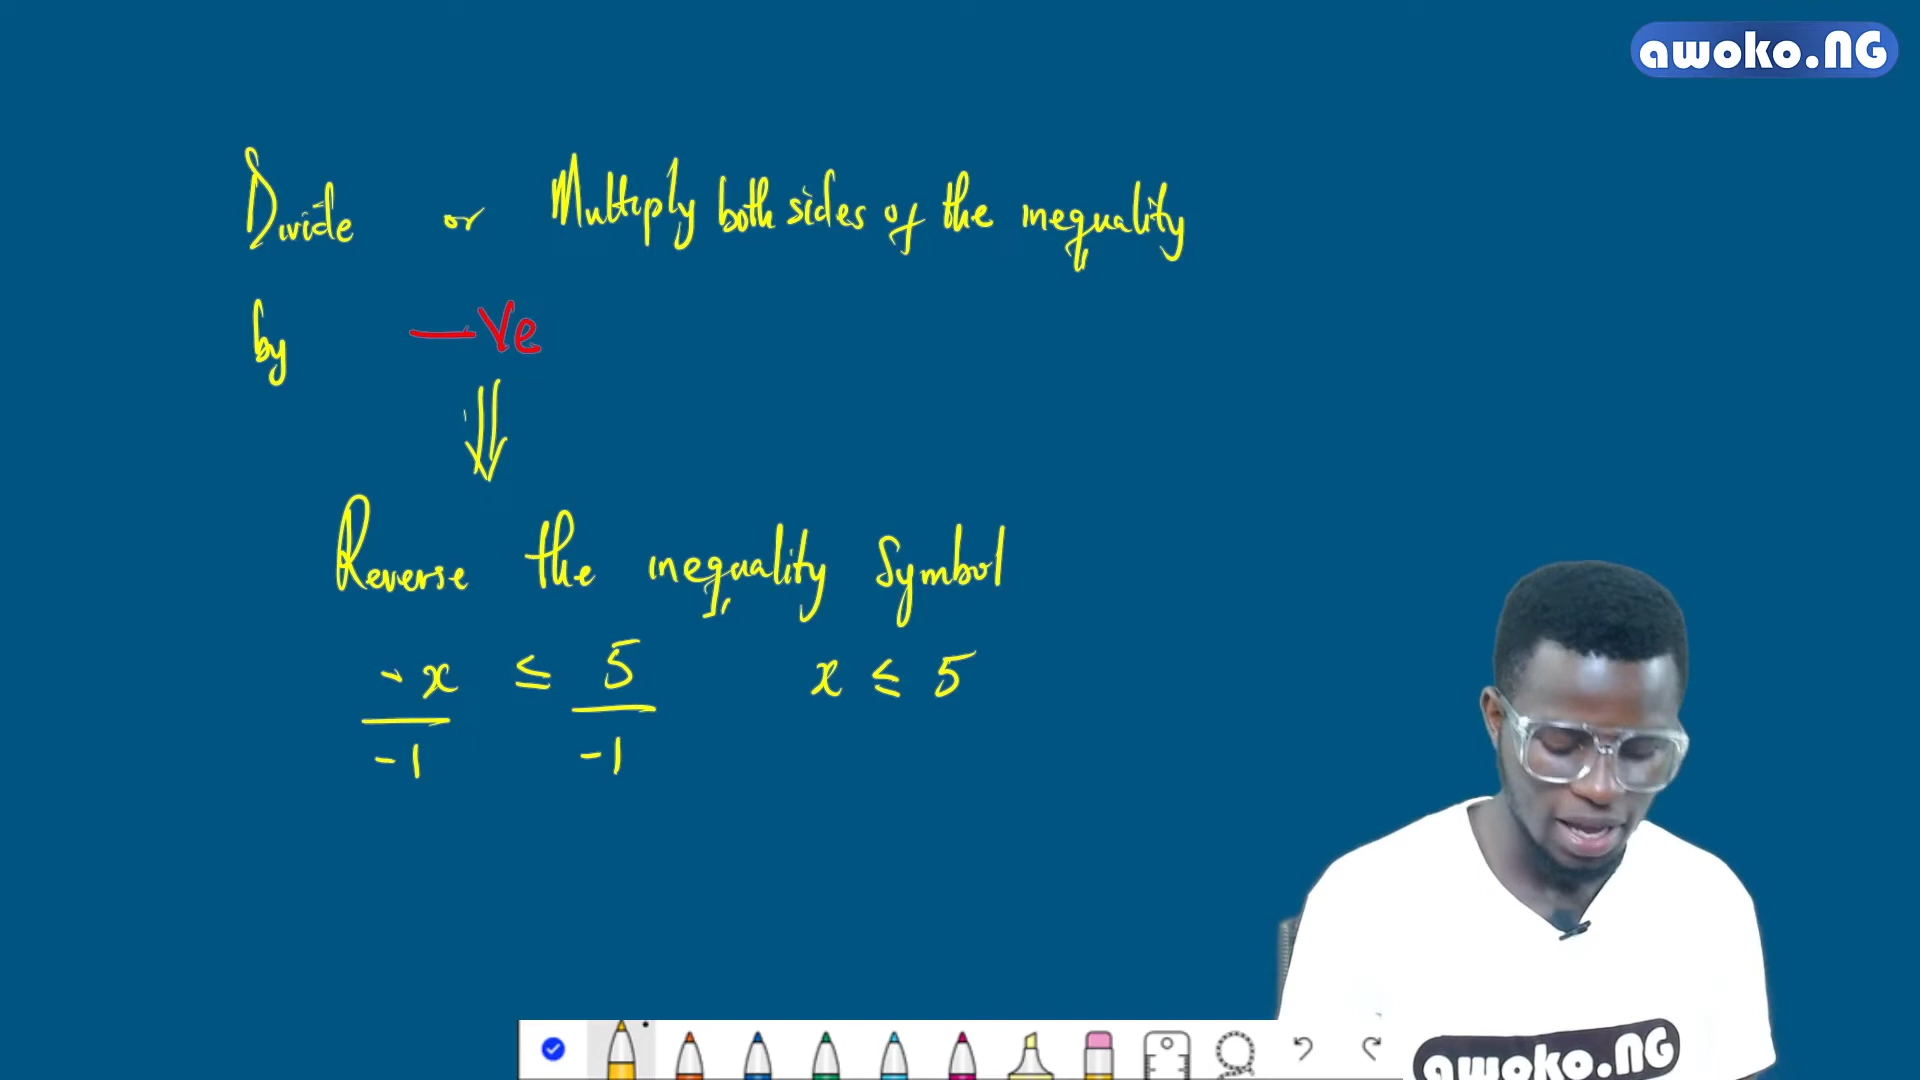 awoko.NG
Divide or Multiply both sides of the inequality
by -Ve
Reverse the inequality Symbol
-x ≤ 5 x ≤ 5
-1 -1
awoko.NG